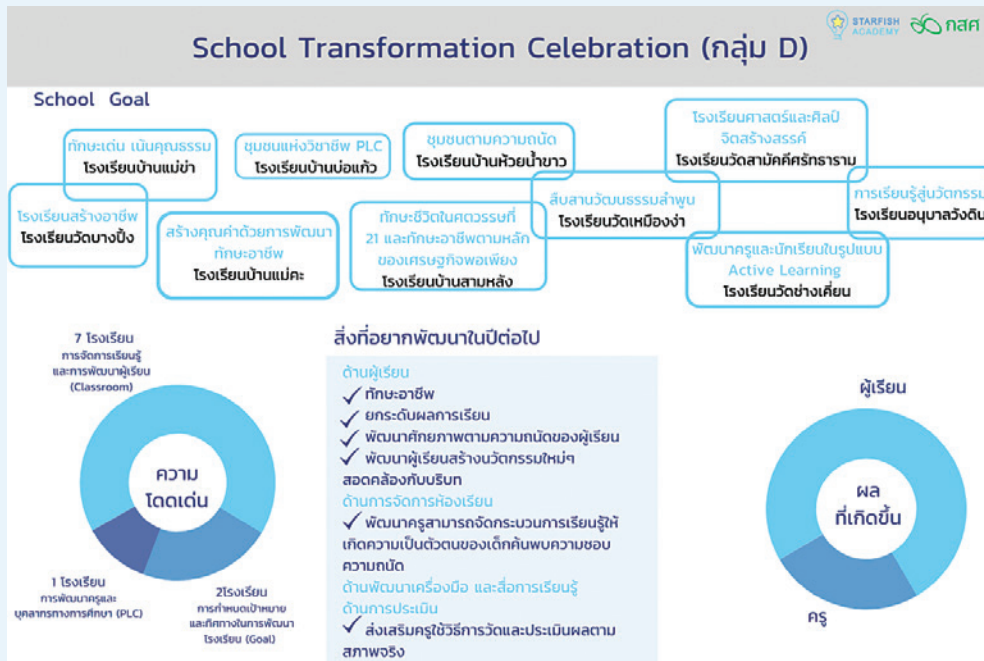 School Transformation Celebration (กลุ่ม D)
STARFISH
ACADEMY
กสศ
School Goal
ทักษะเด่น เน้นคุณธรรม
โรงเรียนบ้านแม่ข่า
ชุมชนแห่งวิชาชีพ PLC
โรงเรียนบ้านบ่อแก้ว
ชุมชนตามความถนัด
โรงเรียนบ้านห้วยน้ำขาว
โรงเรียนศาสตร์และศิลป์
จิตสร้างสรรค์
โรงเรียนวัดสามัคคีศรัทธาราม
โรงเรียนสร้างอาชีพ
โรงเรียนวัดบางปิ้ง
สร้างคุณค่าด้วยการพัฒนา
ทักษะอาชีพ
โรงเรียนบ้านแม่คะ
ทักษะชีวิตในศตวรรษที่
21 และทักษะอาชีพตามหลัก
ของเศรษฐกิจพอเพียง
โรงเรียนบ้านสามหลัง
สืบสานวัฒนธรรมลำพูน
โรงเรียนวัดเหมืองง่า
การเรียนรู้สู่นวัตกรรม
โรงเรียนอนุบาลวังดิน
พัฒนาครูและนักเรียนในรูปแบบ
Active Learning
โรงเรียนวัดช่างเคี่ยน
7 โรงเรียน
การจัดการเรียนรู้
และการพัฒนาผู้เรียน
(Classroom)
ความ
โดดเด่น
1 โรงเรียน
การพัฒนาครูและ
บุคลากรทางการศึกษา (PLC)
2โรงเรียน
การกำหนดเป้าหมาย
และทิศทางในการพัฒนา
โรงเรียน (Goal)
สิ่งที่อยากพัฒนาในปีต่อไป
ด้านผู้เรียน
✓ ทักษะอาชีพ
✓ ยกระดับผลการเรียน
✓ พัฒนาศักยภาพตามความถนัดของผู้เรียน
✓ พัฒนาผู้เรียนสร้างนวัตกรรมใหม่ๆ
สอดคล้องกับบริบท
ด้านการจัดการห้องเรียน
✓ พัฒนาครูสามารถจัดกระบวนการเรียนรู้ให้
เกิดความเป็นตัวตนของเด็กค้นพบความชอบ
ความถนัด
ด้านพัฒนาเครื่องมือ และสื่อการเรียนรู้
ด้านการประเมิน
✓ ส่งเสริมครูใช้วิธีการวัดและประเมินผลตาม
สภาพจริง
ผู้เรียน
ผล
ที่เกิดขึ้น
ครู